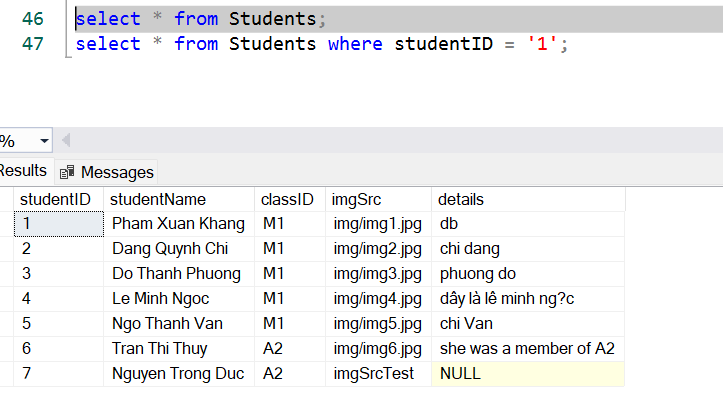 46 select * from Students;
47 select * from Students where studentID = '1';
%
Results Messages
studentID studentName classID imgSrc details
1 Pham Xuan Khang M1 img/img1.jpg db
2 Dang Quynh Chi M1 img/img2.jpg chi dang
3 Do Thanh Phuong M1 img/img3.jpg phuong do
4 Le Minh Ngoc M1 img/img4.jpg dây là lê minh ng?c
5 Ngo Thanh Van M1 img/img5.jpg chi Van
6 Tran Thi Thuy A2 img/img6.jpg she was a member of A2
7 Nguyen Trong Duc A2 imgSrcTest NULL